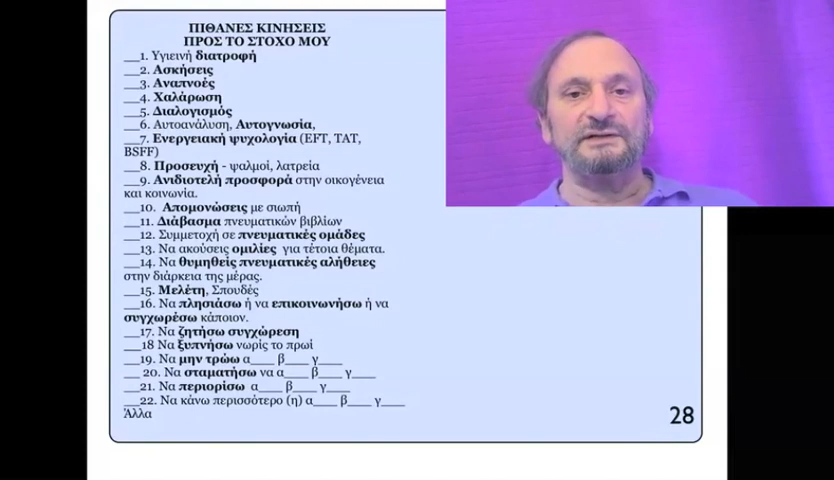 ΠΙΘΑΝΕΣ ΚΙΝΗΣΕΙΣ
ΠΡΟΣ ΤΟ ΣΤΟΧΟ ΜΟΥ
__1. Υγιεινή διατροφή
__2. Ασκήσεις
__3. Αναπνοές
__4. Χαλάρωση
__5. Διαλογισμός
__6. Αυτοανάλυση, Αυτογνωσία,
__7. Ενεργειακή ψυχολογία (EFT, TAT,
BSFF)
__8. Προσευχή - ψαλμοί, λατρεία
__9. Ανιδιοτελή προσφορά στην οικογένεια
και κοινωνία.
__10. Απομονώσεις με σιωπή
__11. Διάβασμα πνευματικών βιβλίων
__12. Συμμετοχή σε πνευματικές ομάδες
__13. Να ακούσεις ομιλίες για τέτοια θέματα.
__14. Να θυμηθείς πνευματικές αλήθειες
στην διάρκεια της μέρας.
__15. Μελέτη, Σπουδές
__16. Να πλησιάσω ή να επικοινωνήσω ή να
συγχωρέσω κάποιον.
__17. Να ζητήσω συγχώρεση
__18 Να ξυπνήσω νωρίς το πρωί
__19. Να μην τρώω α___ β___ γ___
__ 20. Να σταματήσω να α___ β___ γ___
__21. Να περιορίσω α___ β___ γ___
__22. Να κάνω περισσότερο (η) α___ β___ γ___
Άλλα
28